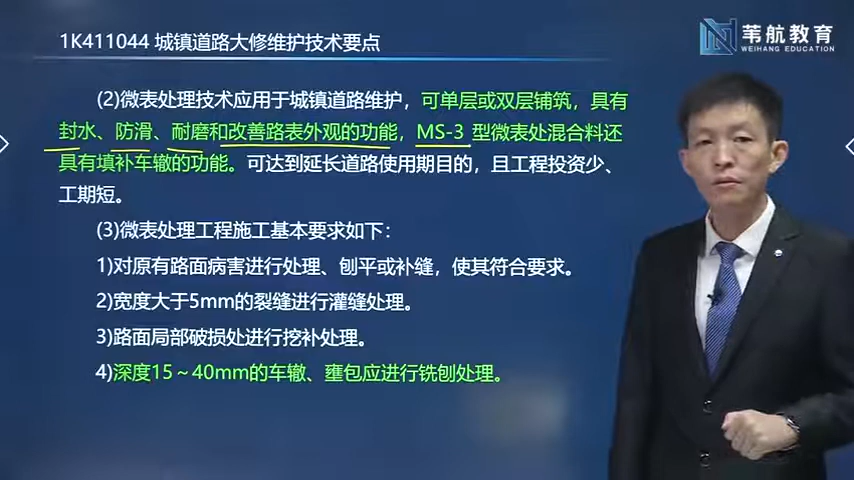 1K411044 城镇道路大修维护技术要点
苇航教育
WEIHANG EDUCATION
(2)微表处理技术应用于城镇道路维护，可单层或双层铺筑，具有
封水、防滑、耐磨和改善路表外观的功能，MS-3 型微表处混合料还
具有填补车辙的功能。可达到延长道路使用期目的，且工程投资少、
工期短。
(3)微表处理工程施工基本要求如下：
1)对原有路面病害进行处理、刨平或补缝，使其符合要求。
2)宽度大于5mm的裂缝进行灌缝处理。
3)路面局部破损处进行挖补处理。
4)深度15～40mm的车辙、壅包应进行铣刨处理。